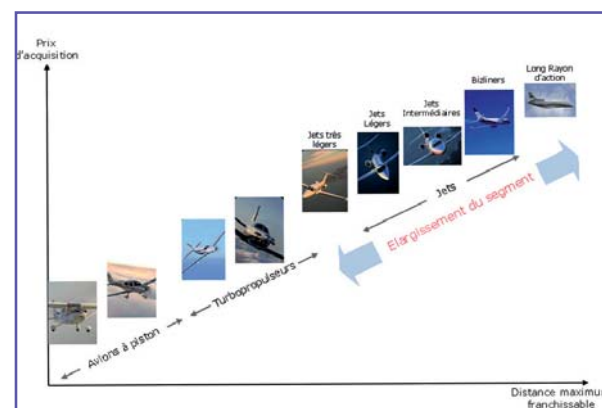 Prix
d'acquisition
Long Rayon
d'action
Bizliners
Jets
Intermédiaires
Jets
Légers
Jets très
légers
Jets
Elargissement du segment
Turbopropulseurs
Avions à piston
Distance maximum
franchissable